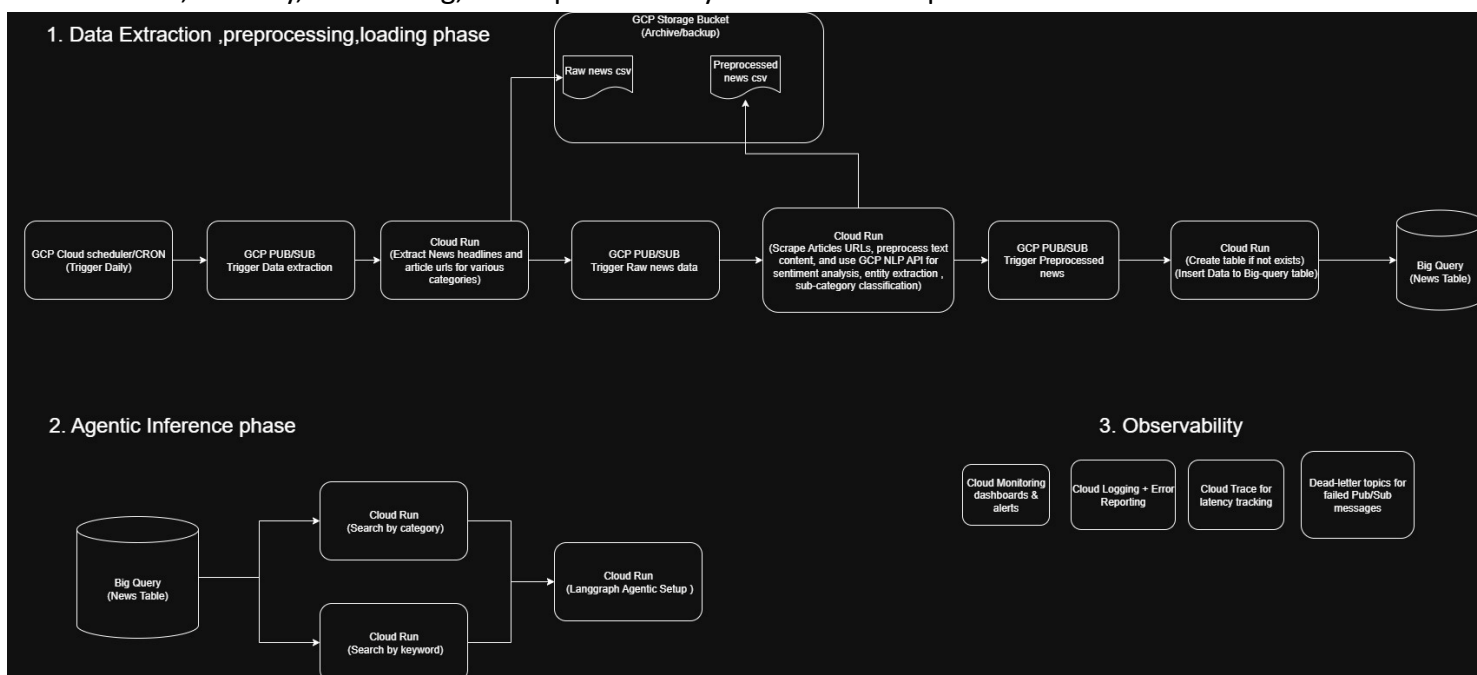 1. Data Extraction ,preprocessing,loading phase
GCP Storage Bucket
(Archive/backup)
Raw news csv
Preprocessed
news csv
GCP Cloud scheduler/CRON
(Trigger Daily)
GCP PUB/SUB
Trigger Data extraction
Cloud Run
(Extract News headlines and
article urls for various
categories)
GCP PUB/SUB
Trigger Raw news data
Cloud Run
(Scrape Articles URLs, preprocess text
content, and use GCP NLP API for
sentiment analysis, entity extraction ,
sub-category classification)
GCP PUB/SUB
Trigger Preprocessed
news
Cloud Run
(Create table if not exists)
(Insert Data to Big-query table)
Big Query
(News Table)
2. Agentic Inference phase
Big Query
(News Table)
Cloud Run
(Search by category)
Cloud Run
(Search by keyword)
Cloud Run
(Langgraph Agentic Setup )
3. Observability
Cloud Monitoring
dashboards &
alerts
Cloud Logging + Error
Reporting
Cloud Trace for
latency tracking
Dead-letter topics for
failed Pub/Sub
messages